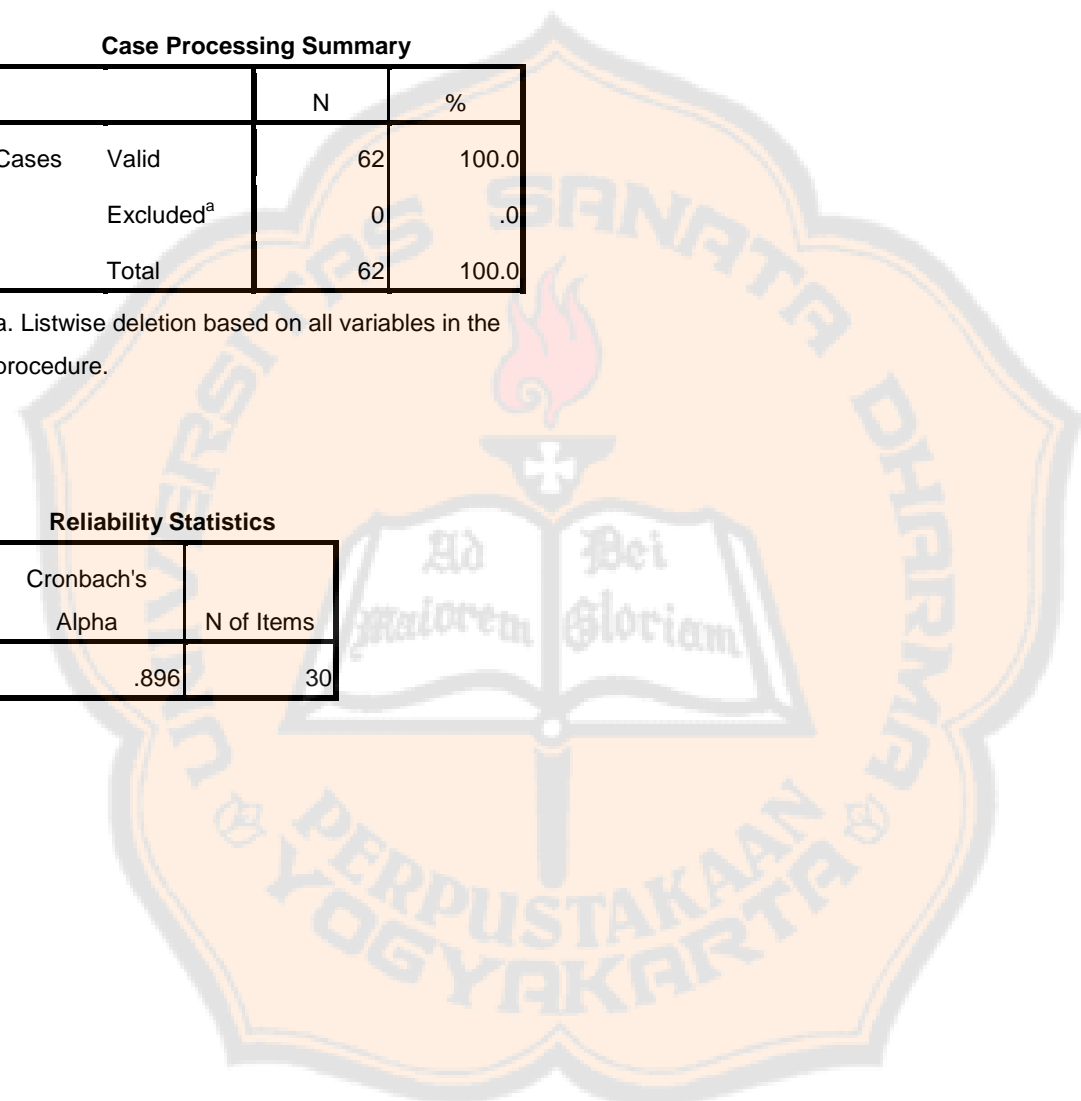 Case Processing Summary
N %
Cases Valid 62 100.0
Excludedᵃ 0 .0
Total 62 100.0
a. Listwise deletion based on all variables in the
procedure.
Reliability Statistics
Cronbach's
Alpha N of Items
.896 30
UNIVERSITAS SANATA DHARMA
Ad Dei
Maiorem Gloriam
PERPUSTAKAAN
YOGYAKARTA